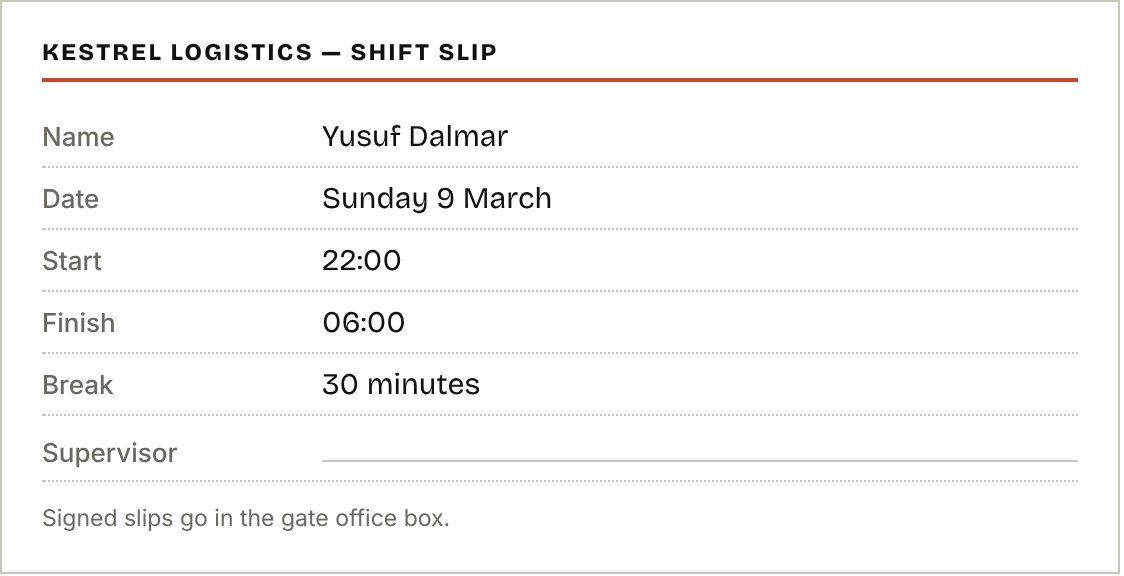 KESTREL LOGISTICS — SHIFT SLIP
Name Yusuf Dalmar
Date Sunday 9 March
Start 22:00
Finish 06:00
Break 30 minutes
Supervisor
Signed slips go in the gate office box.